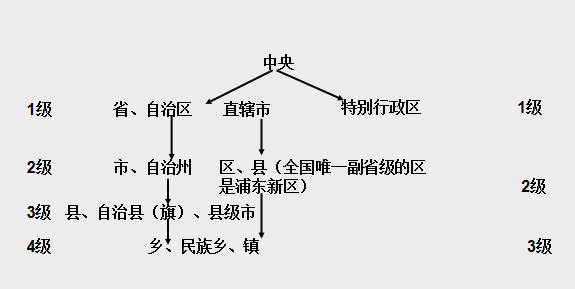 中央
1级 省、自治区 直辖市 特别行政区 1级
2级 市、自治州 区、县（全国唯一副省级的区
是浦东新区） 2级
3级 县、自治县（旗）、县级市
4级 乡、民族乡、镇 3级